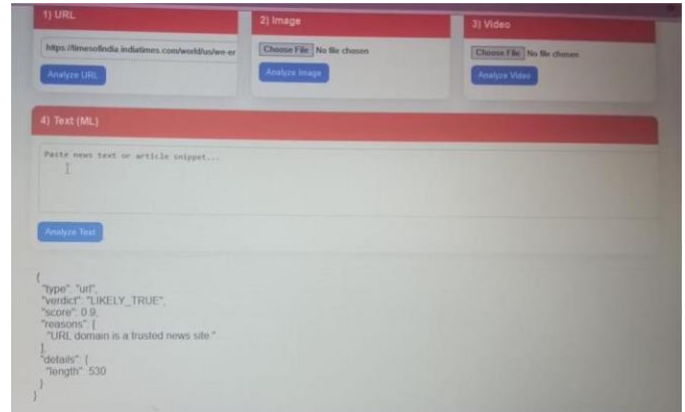 1) URL
2) Image
3) Video
https://timesofindia.indiatimes.com/world/us/we-er
Choose File No file chosen
Choose File No file chosen
Analyze URL
Analyze Image
Analyze Video
4) Text (ML)
Paste news text or article snippet...
Analyze Text
{
"type": "url",
"verdict": "LIKELY_TRUE",
"score": 0.9,
"reasons": [
"URL domain is a trusted news site."
],
"details": {
"length": 530
}
}